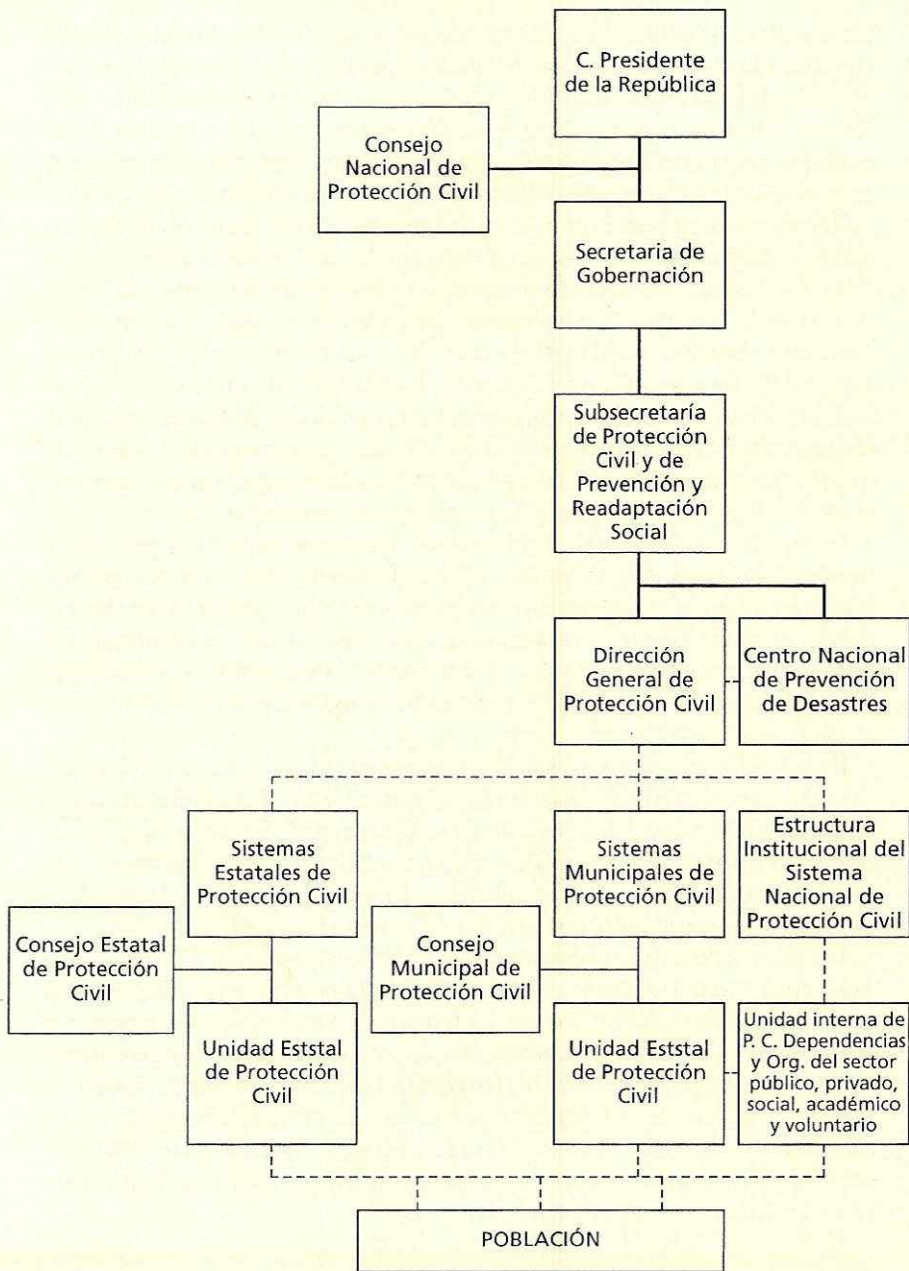 C. Presidente
de la República
Consejo
Nacional de
Protección Civil
Secretaria de
Gobernación
Subsecretaría
de Protección
Civil y de
Prevención y
Readaptación
Social
Dirección
General de
Protección Civil
Centro Nacional
de Prevención
de Desastres
Sistemas
Estatales de
Protección Civil
Sistemas
Municipales de
Protección Civil
Estructura
Institucional del
Sistema
Nacional de
Protección Civil
Consejo Estatal
de Protección
Civil
Consejo
Municipal de
Protección Civil
Unidad Eststal
de Protección
Civil
Unidad Eststal
de Protección
Civil
Unidad interna de
P. C. Dependencias
y Org. del sector
público, privado,
social, académico
y voluntario
POBLACIÓN